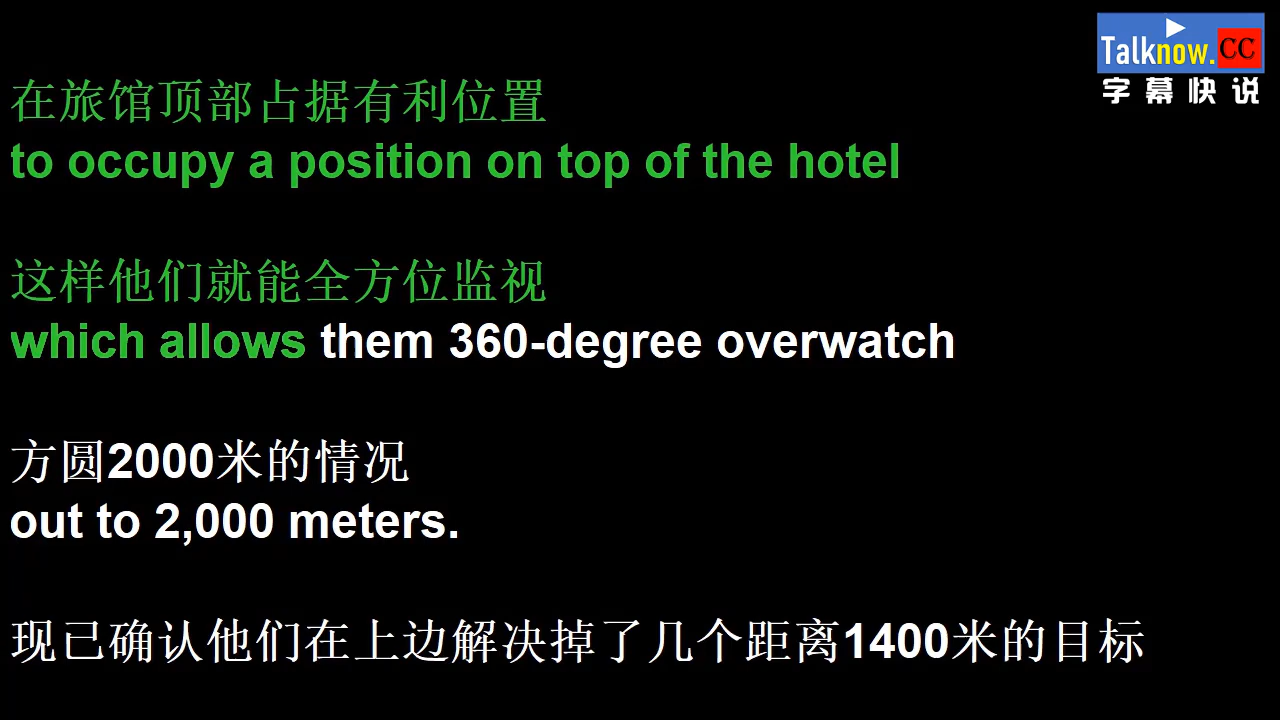 Talknow.CC
字幕快说
在旅馆顶部占据有利位置
to occupy a position on top of the hotel
这样他们就能全方位监视
which allows them 360-degree overwatch
方圆2000米的情况
out to 2,000 meters.
现已确认他们在上边解决掉了几个距离1400米的目标